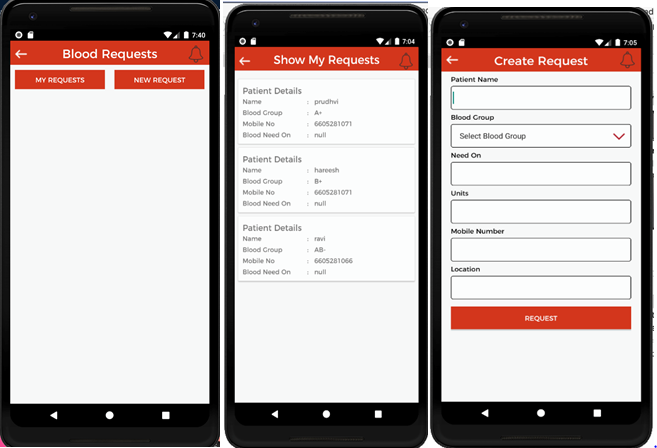 7:40
Blood Requests
MY REQUESTS
NEW REQUEST
7:04
Show My Requests
Patient Details
Name : prudhvi
Blood Group : A+
Mobile No : 6605281071
Blood Need On : null
Patient Details
Name : hareesh
Blood Group : B+
Mobile No : 6605281071
Blood Need On : null
Patient Details
Name : ravi
Blood Group : AB-
Mobile No : 6605281066
Blood Need On : null
7:05
Create Request
Patient Name
Blood Group
Select Blood Group
Need On
Units
Mobile Number
Location
REQUEST